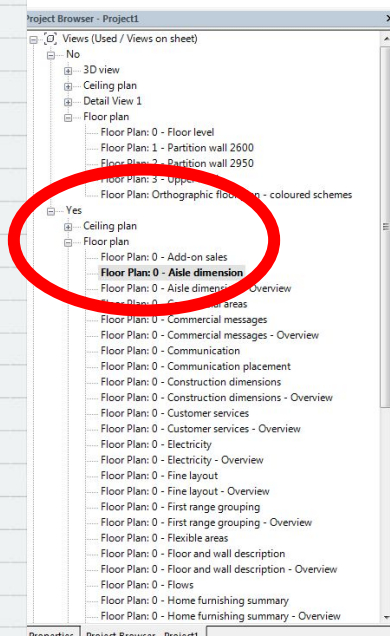 Project Browser - Project1
Views (Used / Views on sheet)
No
3D view
Ceiling plan
Detail View 1
Floor plan
Floor Plan: 0 - Floor level
Floor Plan: 1 - Partition wall 2600
Floor Plan: 2 - Partition wall 2950
Floor Plan: 3 -
Floor Plan: Orthographic - coloured schemes
Yes
Ceiling plan
Floor plan
Floor Plan: 0 - Add-on sales
Floor Plan: 0 - Aisle dimension
Floor Plan: 0 - Aisle dimension - Overview
Floor Plan: 0 - Commercial areas
Floor Plan: 0 - Commercial messages
Floor Plan: 0 - Commercial messages - Overview
Floor Plan: 0 - Communication
Floor Plan: 0 - Communication placement
Floor Plan: 0 - Construction dimensions
Floor Plan: 0 - Construction dimensions - Overview
Floor Plan: 0 - Customer services
Floor Plan: 0 - Customer services - Overview
Floor Plan: 0 - Electricity
Floor Plan: 0 - Electricity - Overview
Floor Plan: 0 - Fine layout
Floor Plan: 0 - Fine layout - Overview
Floor Plan: 0 - First range grouping
Floor Plan: 0 - First range grouping - Overview
Floor Plan: 0 - Flexible areas
Floor Plan: 0 - Floor and wall description
Floor Plan: 0 - Floor and wall description - Overview
Floor Plan: 0 - Flows
Floor Plan: 0 - Home furnishing summary
Floor Plan: 0 - Home furnishing summary - Overview
Properties Project Browser - Project1